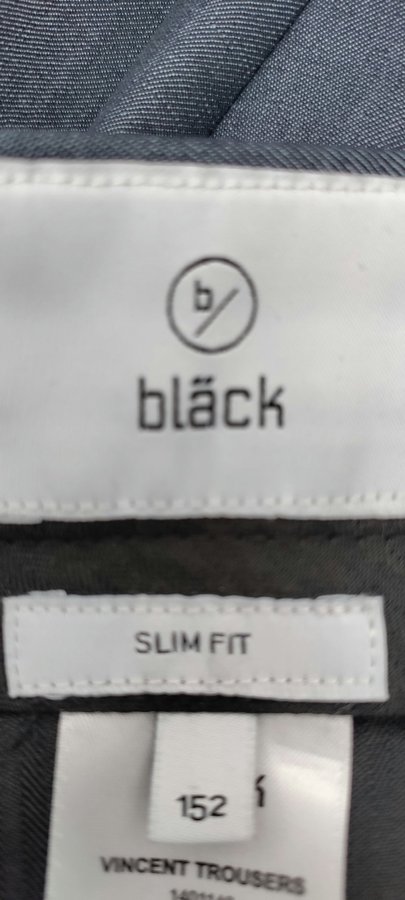 b/
bläck
SLIM FIT
152
k
VINCENT TROUSERS